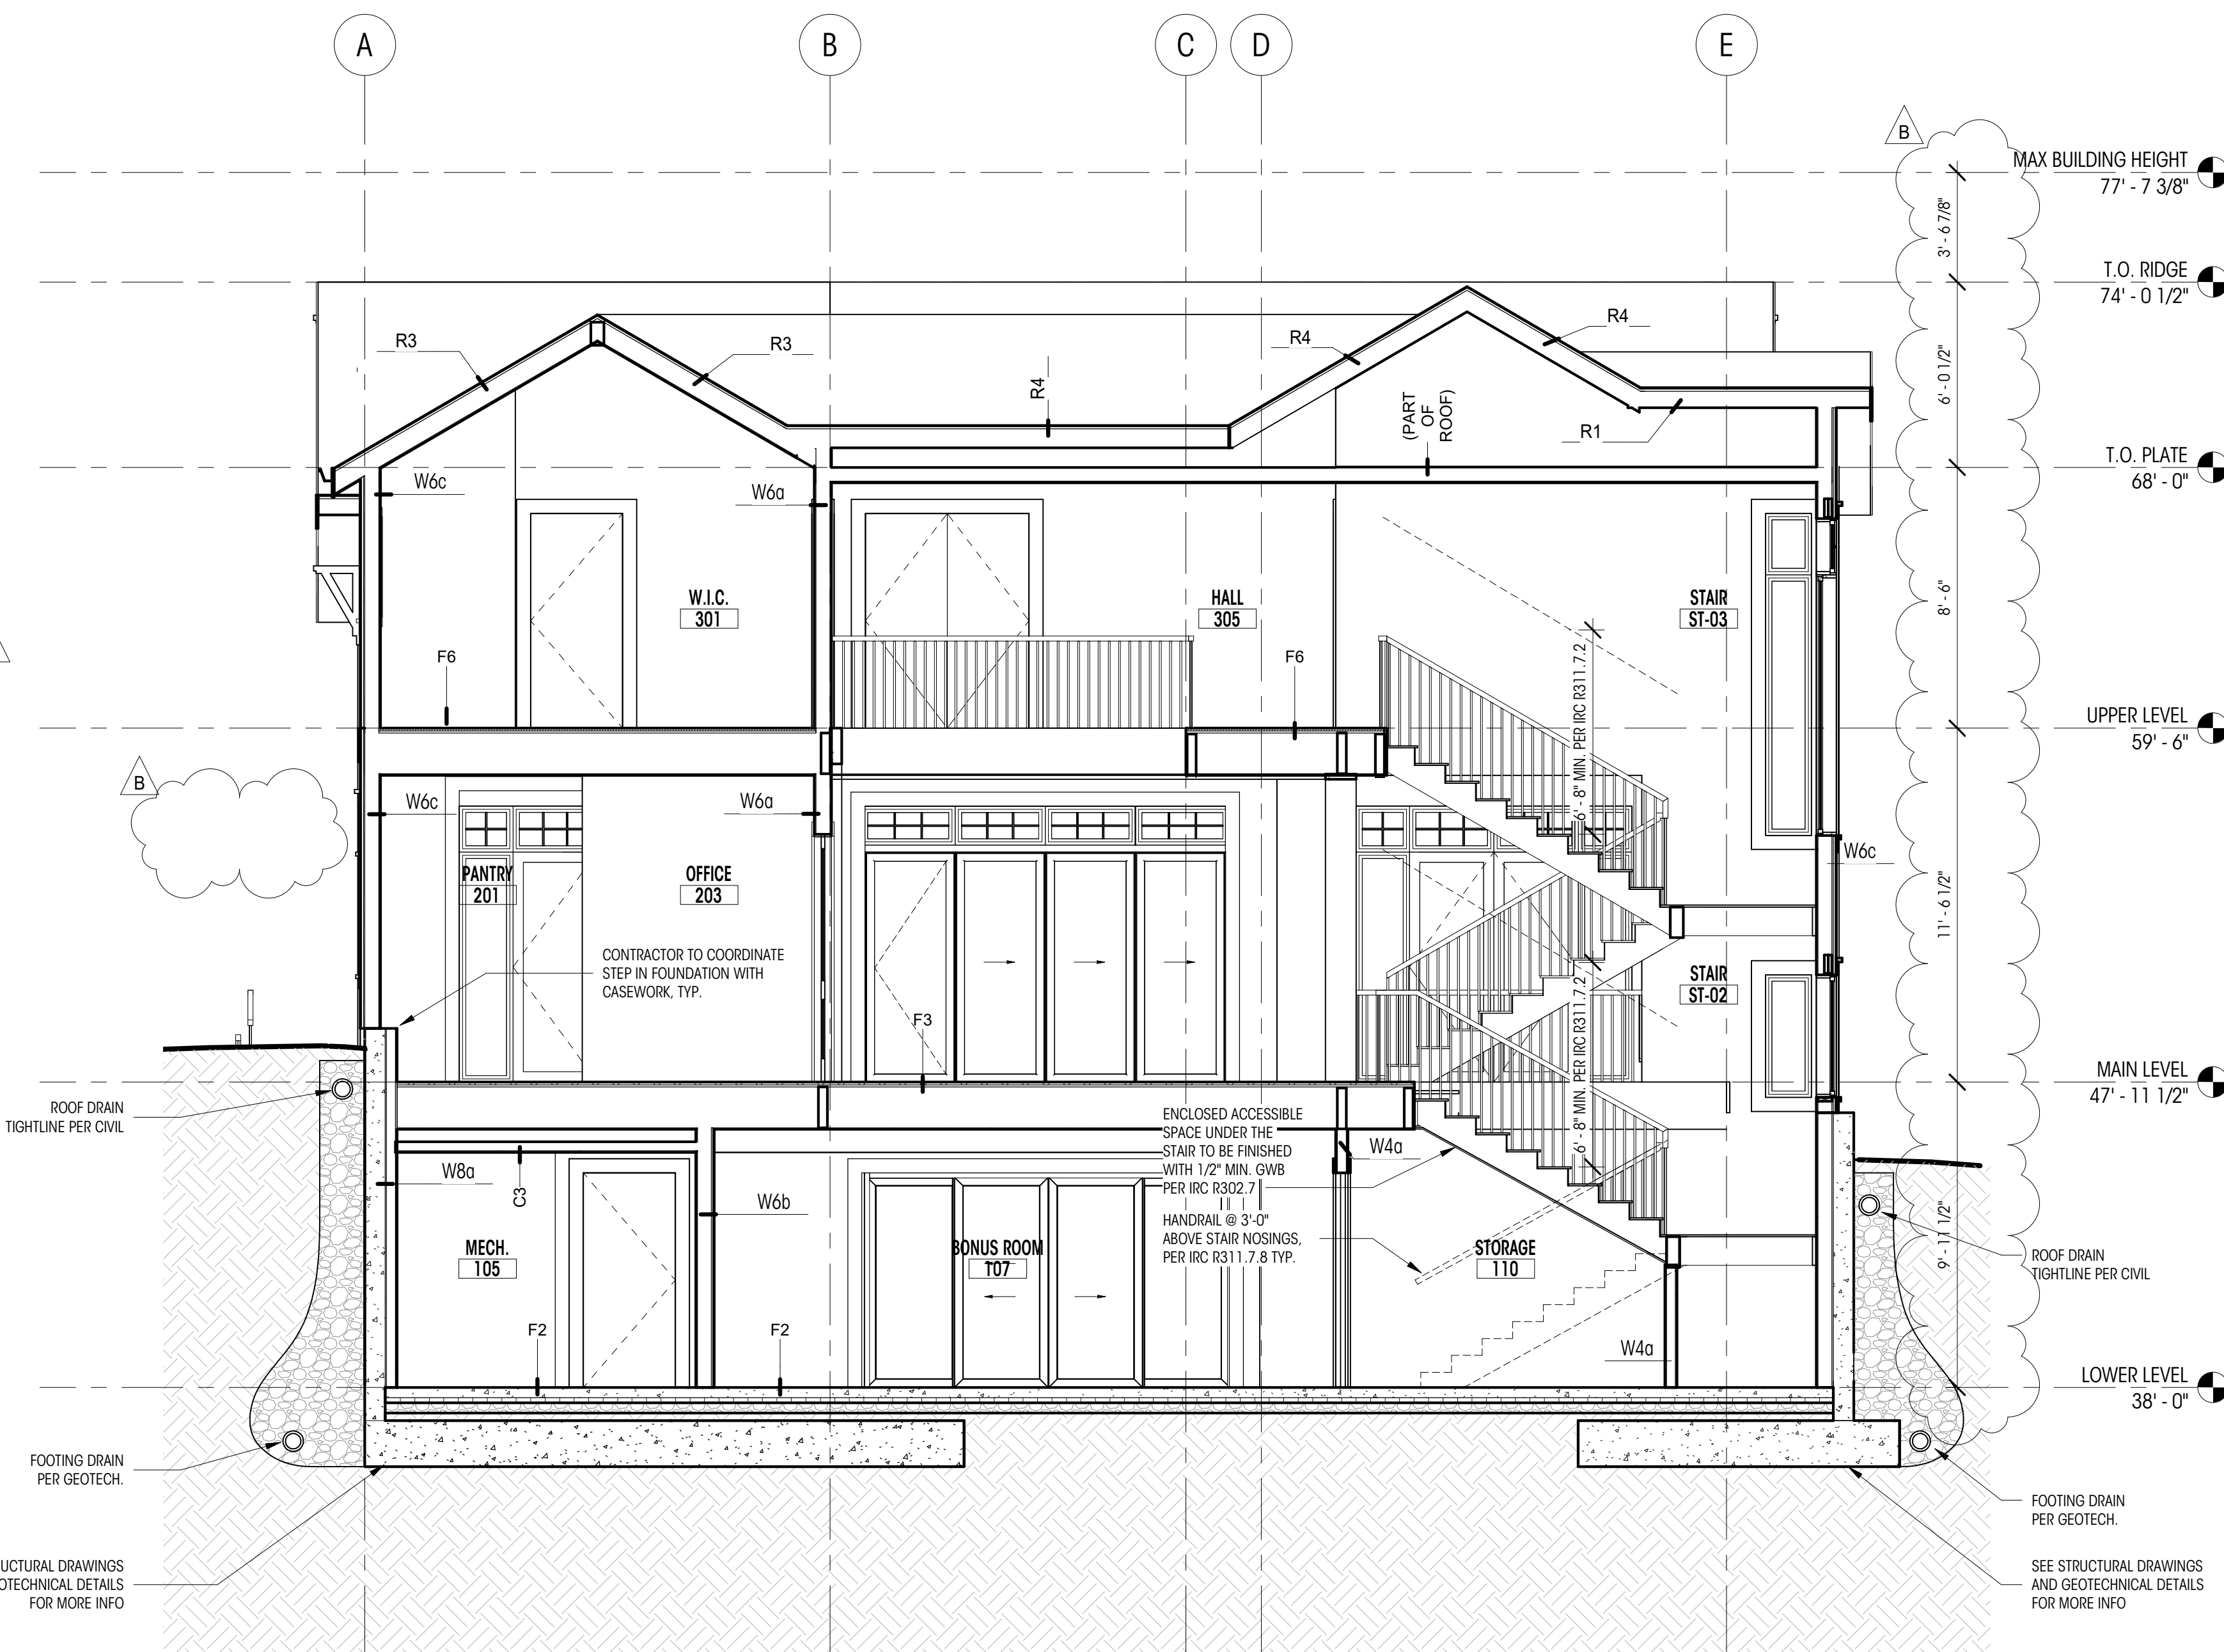 A
B
C
D
E
B
MAX BUILDING HEIGHT
77' - 7 3/8"
3' - 6 7/8"
T.O. RIDGE
74' - 0 1/2"
6' - 0 1/2"
T.O. PLATE
68' - 0"
8' - 6"
UPPER LEVEL
59' - 6"
11' - 6 1/2"
MAIN LEVEL
47' - 11 1/2"
9' - 11 1/2"
LOWER LEVEL
38' - 0"
R3
R3
R4
R4
R4
(PART
OF
ROOF)
R1
W6c
W6a
W.I.C.
301
HALL
305
STAIR
ST-03
F6
F6
6' - 8" MIN. PER IRC R311.7.2
B
W6c
W6a
W6c
PANTRY
201
OFFICE
203
CONTRACTOR TO COORDINATE
STEP IN FOUNDATION WITH
CASEWORK, TYP.
STAIR
ST-02
F3
6' - 8" MIN. PER IRC R311.7.2
ROOF DRAIN
TIGHTLINE PER CIVIL
ENCLOSED ACCESSIBLE
SPACE UNDER THE
STAIR TO BE FINISHED
WITH 1/2" MIN. GWB
PER IRC R302.7
HANDRAIL @ 3'-0"
ABOVE STAIR NOSINGS,
PER IRC R311.7.8 TYP.
W4a
W8a
C3
W6b
MECH.
105
BONUS ROOM
107
STORAGE
110
ROOF DRAIN
TIGHTLINE PER CIVIL
F2
F2
W4a
FOOTING DRAIN
PER GEOTECH.
FOOTING DRAIN
PER GEOTECH.
DRAWINGS
DETAILS
FOR MORE INFO
SEE STRUCTURAL DRAWINGS
AND GEOTECHNICAL DETAILS
FOR MORE INFO